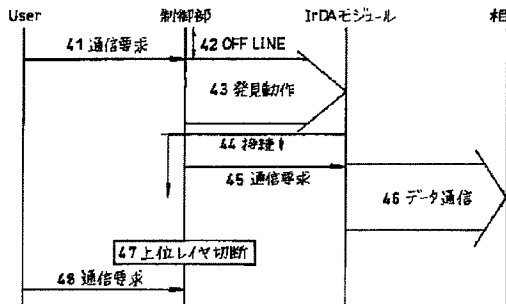 User 制御部 IrDAモジュール 相
41 通信要求
42 OFF LINE
43 発見動作
44 接続
45 通信要求
46 データ通信
47 上位レイヤ切断
48 通信要求